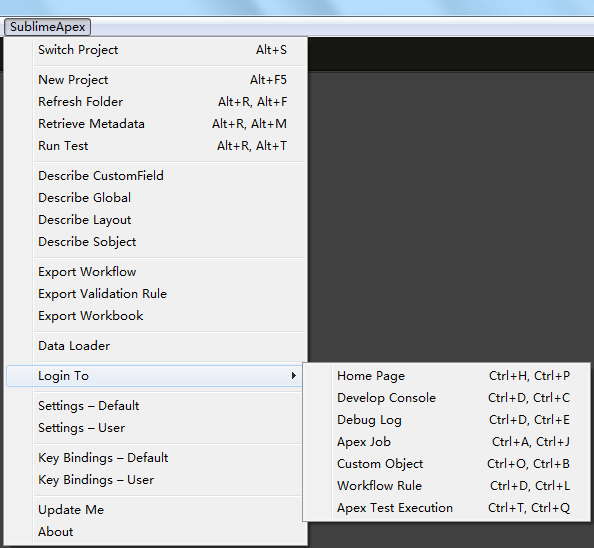 SublimeApex
Switch Project Alt+S
New Project Alt+F5
Refresh Folder Alt+R, Alt+F
Retrieve Metadata Alt+R, Alt+M
Run Test Alt+R, Alt+T
Describe CustomField
Describe Global
Describe Layout
Describe Sobject
Export Workflow
Export Validation Rule
Export Workbook
Data Loader
Login To
Home Page Ctrl+H, Ctrl+P
Develop Console Ctrl+D, Ctrl+C
Debug Log Ctrl+D, Ctrl+E
Apex Job Ctrl+A, Ctrl+J
Custom Object Ctrl+O, Ctrl+B
Workflow Rule Ctrl+D, Ctrl+L
Apex Test Execution Ctrl+T, Ctrl+Q
Settings – Default
Settings – User
Key Bindings – Default
Key Bindings – User
Update Me
About